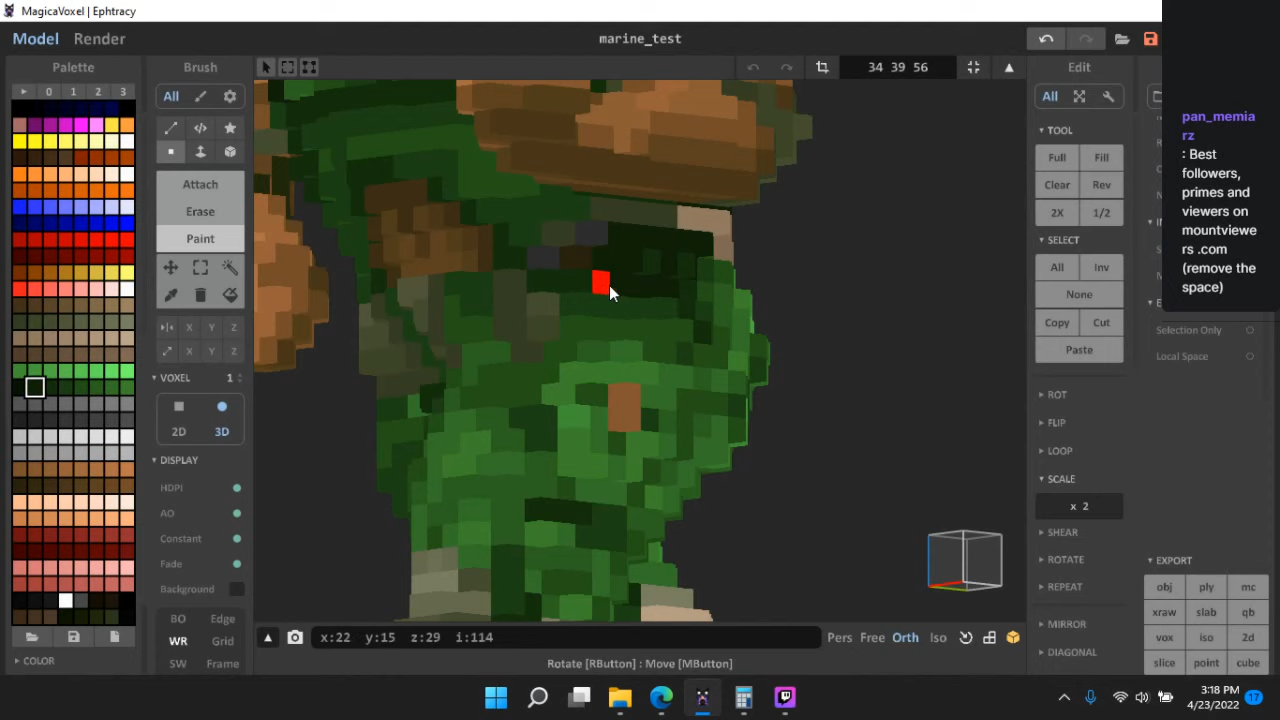 MagicaVoxel | Ephtracy
Model Render
marine_test
Palette
Brush
34 39 56
Edit
0 1 2 3
All
All
TOOL
Full Fill
Clear Rev
2X 1/2
SELECT
All Inv
None
Copy Cut
Paste
ROT
FLIP
LOOP
SCALE
x 2
SHEAR
ROTATE
REPEAT
MIRROR
DIAGONAL
Attach
Erase
Paint
X Y Z
X Y Z
VOXEL 1
2D 3D
DISPLAY
HDPI
AO
Constant
Fade
Background
BO Edge
WR Grid
SW Frame
COLOR
x:22 y:15 z:29 i:114
Pers Free Orth Iso
Rotate [RButton] : Move [MButton]
pan_memia
rz
: Best
followers,
primes and
viewers on
mountviewe
rs .com
(remove the
space)
Selection Only
Local Space
EXPORT
obj ply mc
xraw slab qb
vox iso 2d
slice point cube
3:18 PM
4/23/2022
17